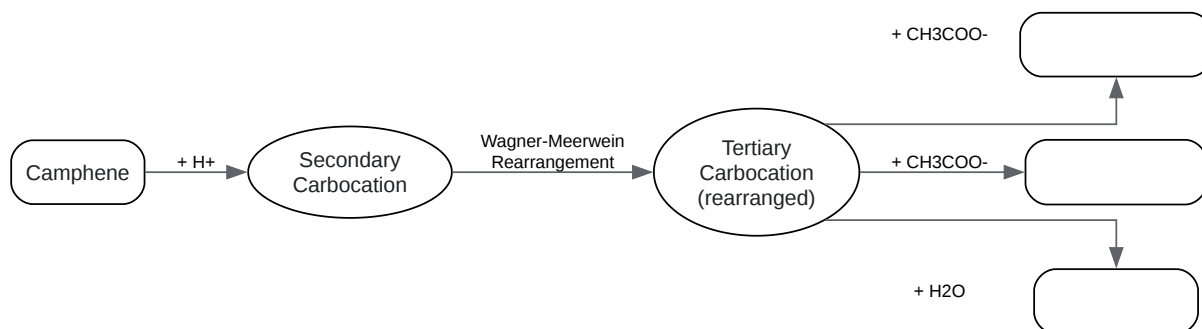 + CH3COO-
Camphene
+ H+
Secondary
Carbocation
Wagner-Meerwein
Rearrangement
Tertiary
Carbocation
(rearranged)
+ CH3COO-
+ H2O